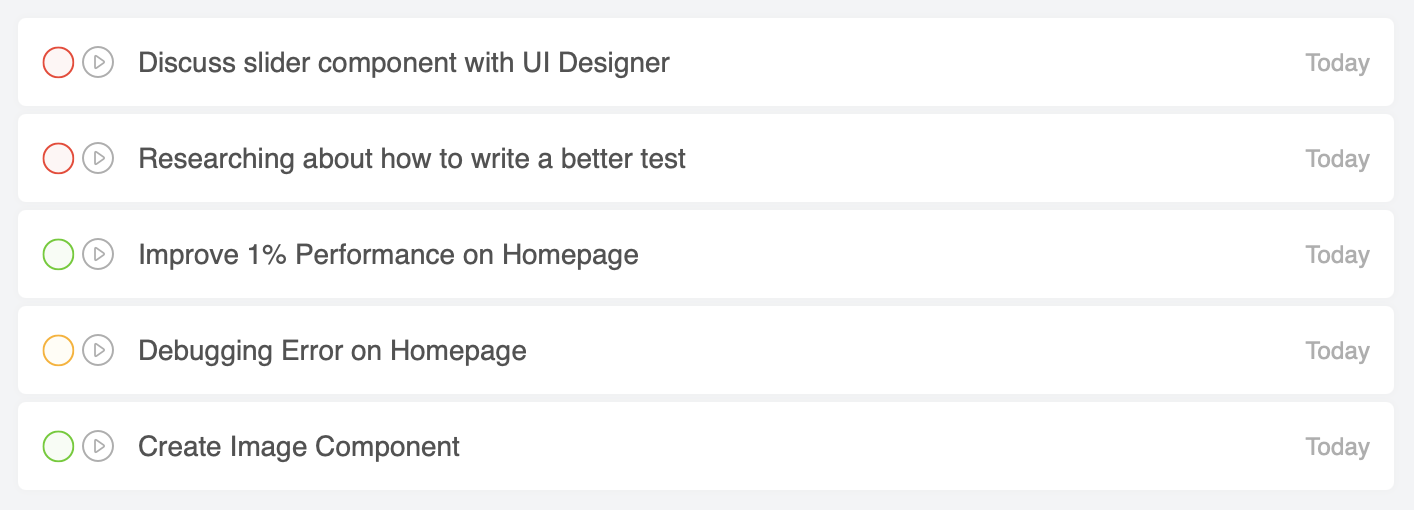 Discuss slider component with UI Designer Today
Researching about how to write a better test Today
Improve 1% Performance on Homepage Today
Debugging Error on Homepage Today
Create Image Component Today